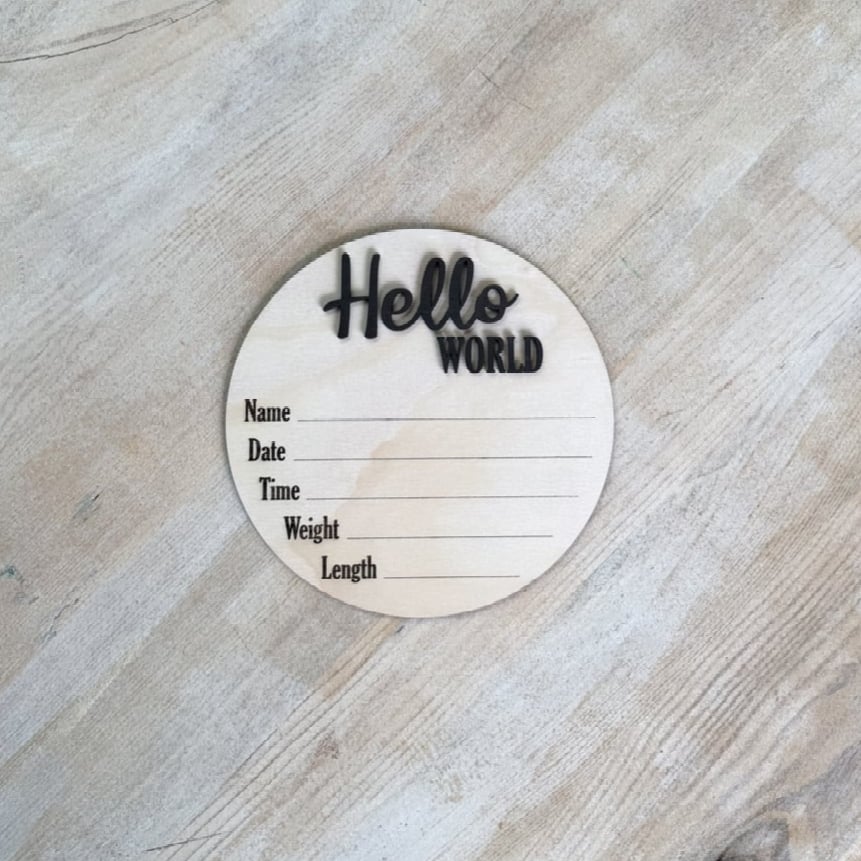 Hello
WORLD
Name
Date
Time
Weight
Length